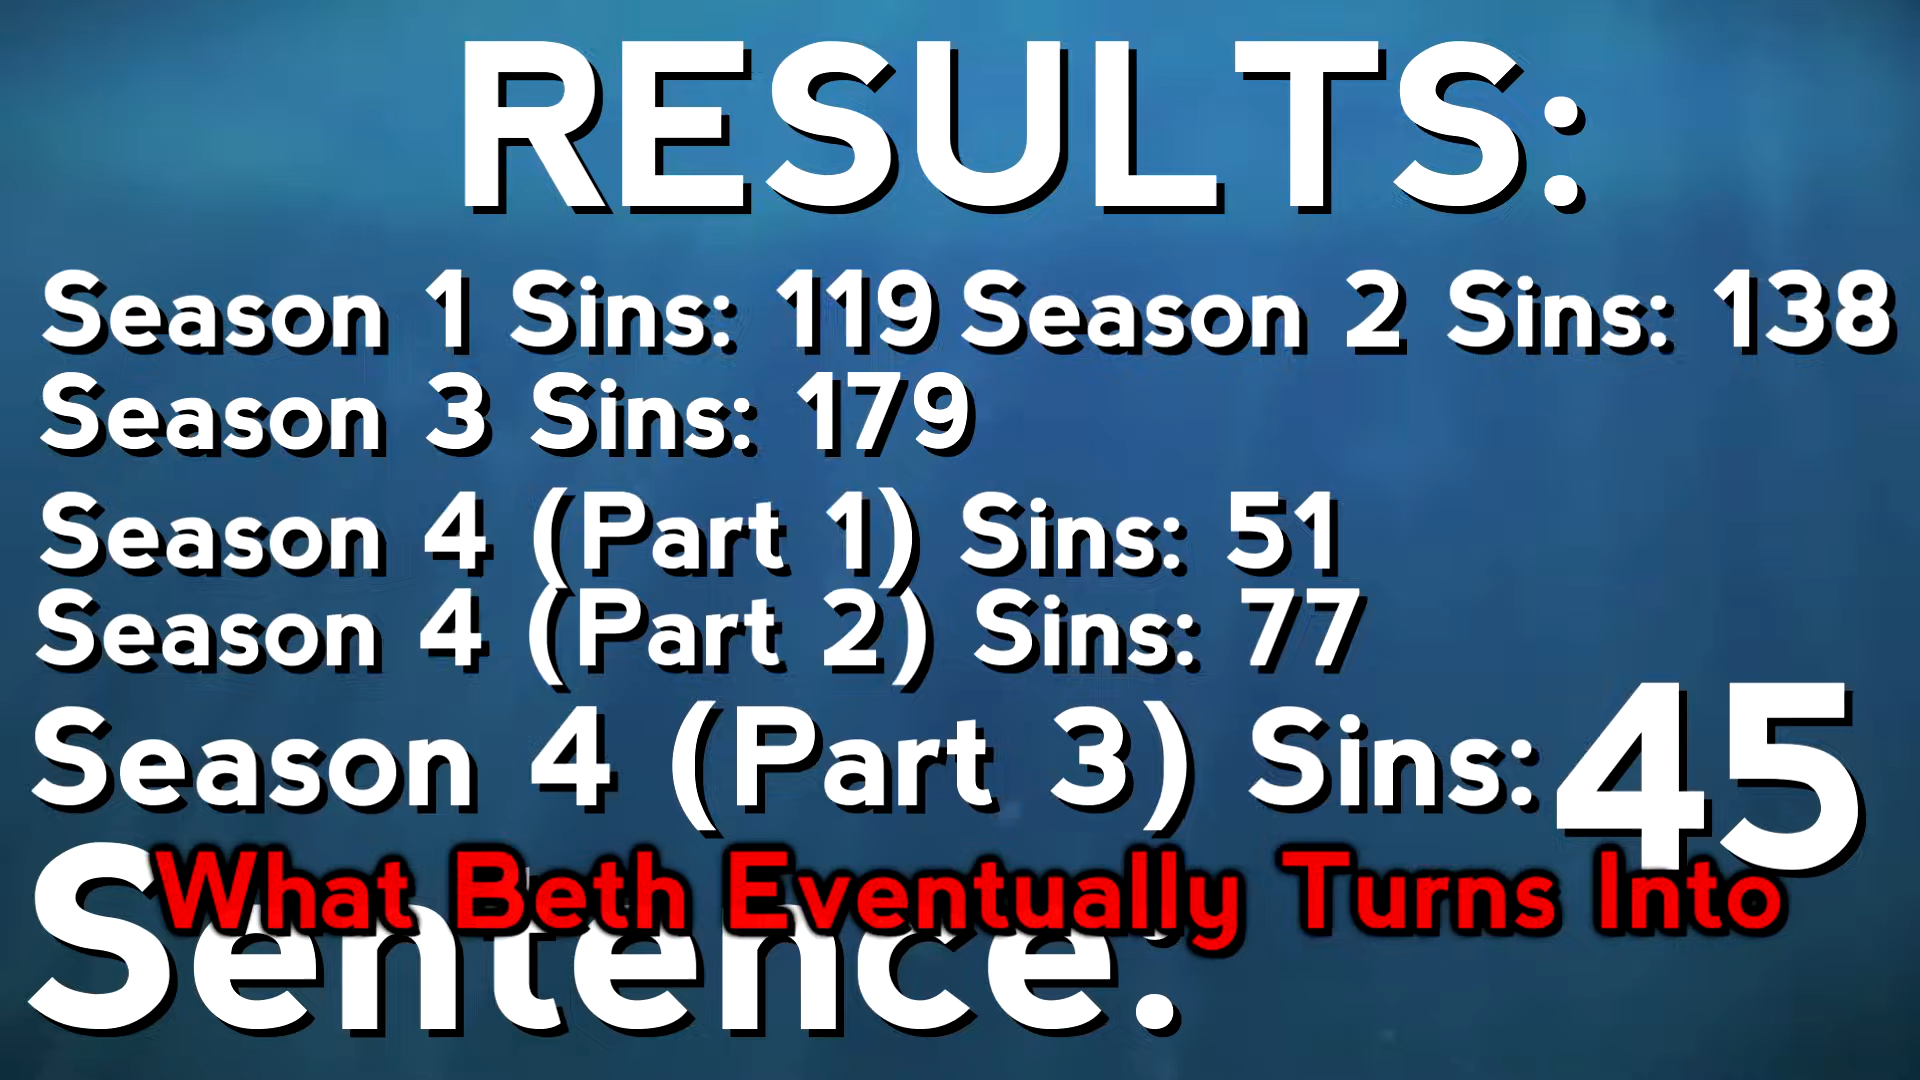 RESULTS:
Season 1 Sins: 119 Season 2 Sins: 138
Season 3 Sins: 179
Season 4 (Part 1) Sins: 51
Season 4 (Part 2) Sins: 77
Season 4 (Part 3) Sins: 45
What Beth Eventually Turns Into
Sentence: